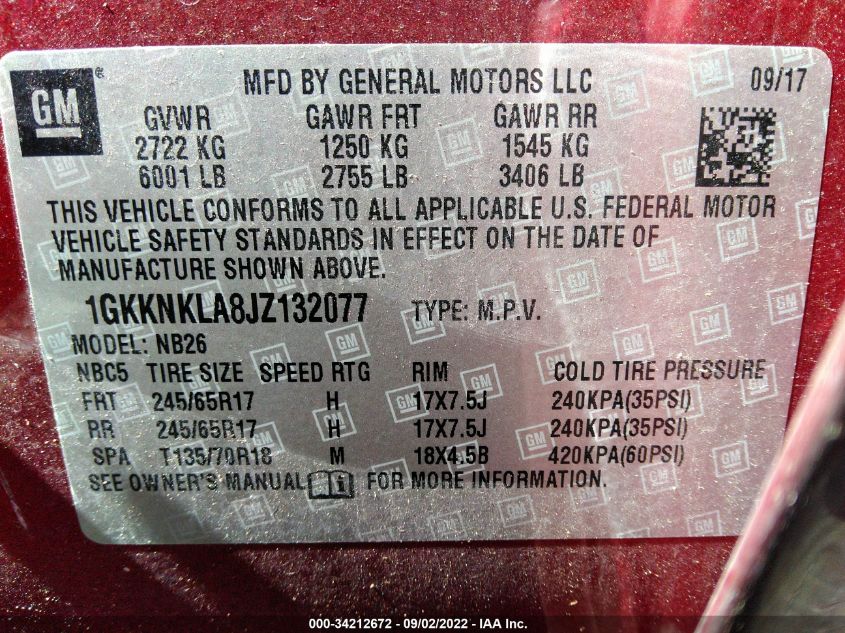 GM ® MFD BY GENERAL MOTORS LLC 09/17
GVWR GAWR FRT GAWR RR
2722 KG 1250 KG 1545 KG
6001 LB 2755 LB 3406 LB
THIS VEHICLE CONFORMS TO ALL APPLICABLE U.S. FEDERAL MOTOR
VEHICLE SAFETY STANDARDS IN EFFECT ON THE DATE OF
MANUFACTURE SHOWN ABOVE.
1GKKNKLA8JZ132077 TYPE: M.P.V.
MODEL: NB26
NBC5 TIRE SIZE SPEED RTG RIM COLD TIRE PRESSURE
FRT 245/65R17 H 17X7.5J 240KPA(35PSI)
RR 245/65R17 H 17X7.5J 240KPA(35PSI)
SPA T135/70R18 M 18X4.5B 420KPA(60PSI)
SEE OWNER'S MANUAL FOR MORE INFORMATION.
000-34212672 - 09/02/2022 - IAA Inc.